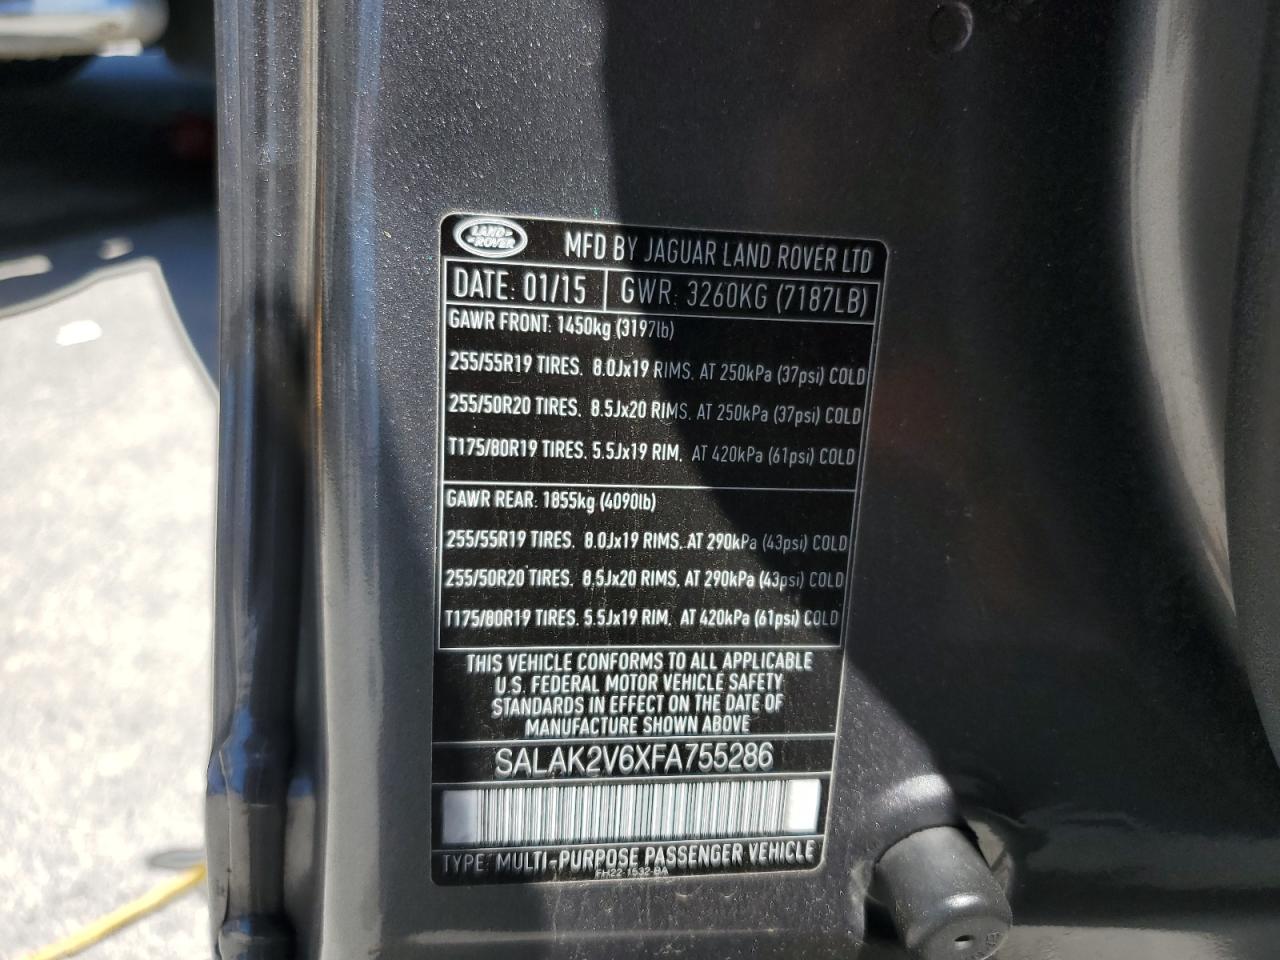 LAND ROVER
MFD BY JAGUAR LAND ROVER LTD
DATE: 01/15 GWR: 3260KG (7187LB)
GAWR FRONT: 1450kg (3197lb)
255/55R19 TIRES. 8.0Jx19 RIMS. AT 250kPa (37psi) COLD
255/50R20 TIRES. 8.5Jx20 RIMS. AT 250kPa (37psi) COLD
T175/80R19 TIRES. 5.5Jx19 RIM. AT 420kPa (61psi) COLD
GAWR REAR: 1855kg (4090lb)
255/55R19 TIRES. 8.0Jx19 RIMS. AT 290kPa (43psi) COLD
255/50R20 TIRES. 8.5Jx20 RIMS. AT 290kPa (43psi) COLD
T175/80R19 TIRES. 5.5Jx19 RIM. AT 420kPa (61psi) COLD
THIS VEHICLE CONFORMS TO ALL APPLICABLE
U.S. FEDERAL MOTOR VEHICLE SAFETY
STANDARDS IN EFFECT ON THE DATE OF
MANUFACTURE SHOWN ABOVE
SALAK2V6XFA755286
TYPE: MULTI-PURPOSE PASSENGER VEHICLE
FH22-1532-BA